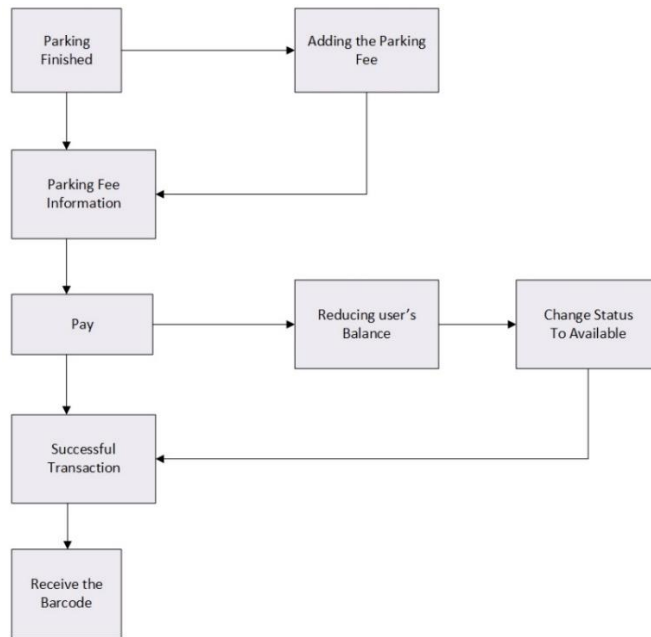 Parking
Finished
Adding the Parking
Fee
Parking Fee
Information
Pay
Reducing user's
Balance
Change Status
To Available
Successful
Transaction
Receive the
Barcode